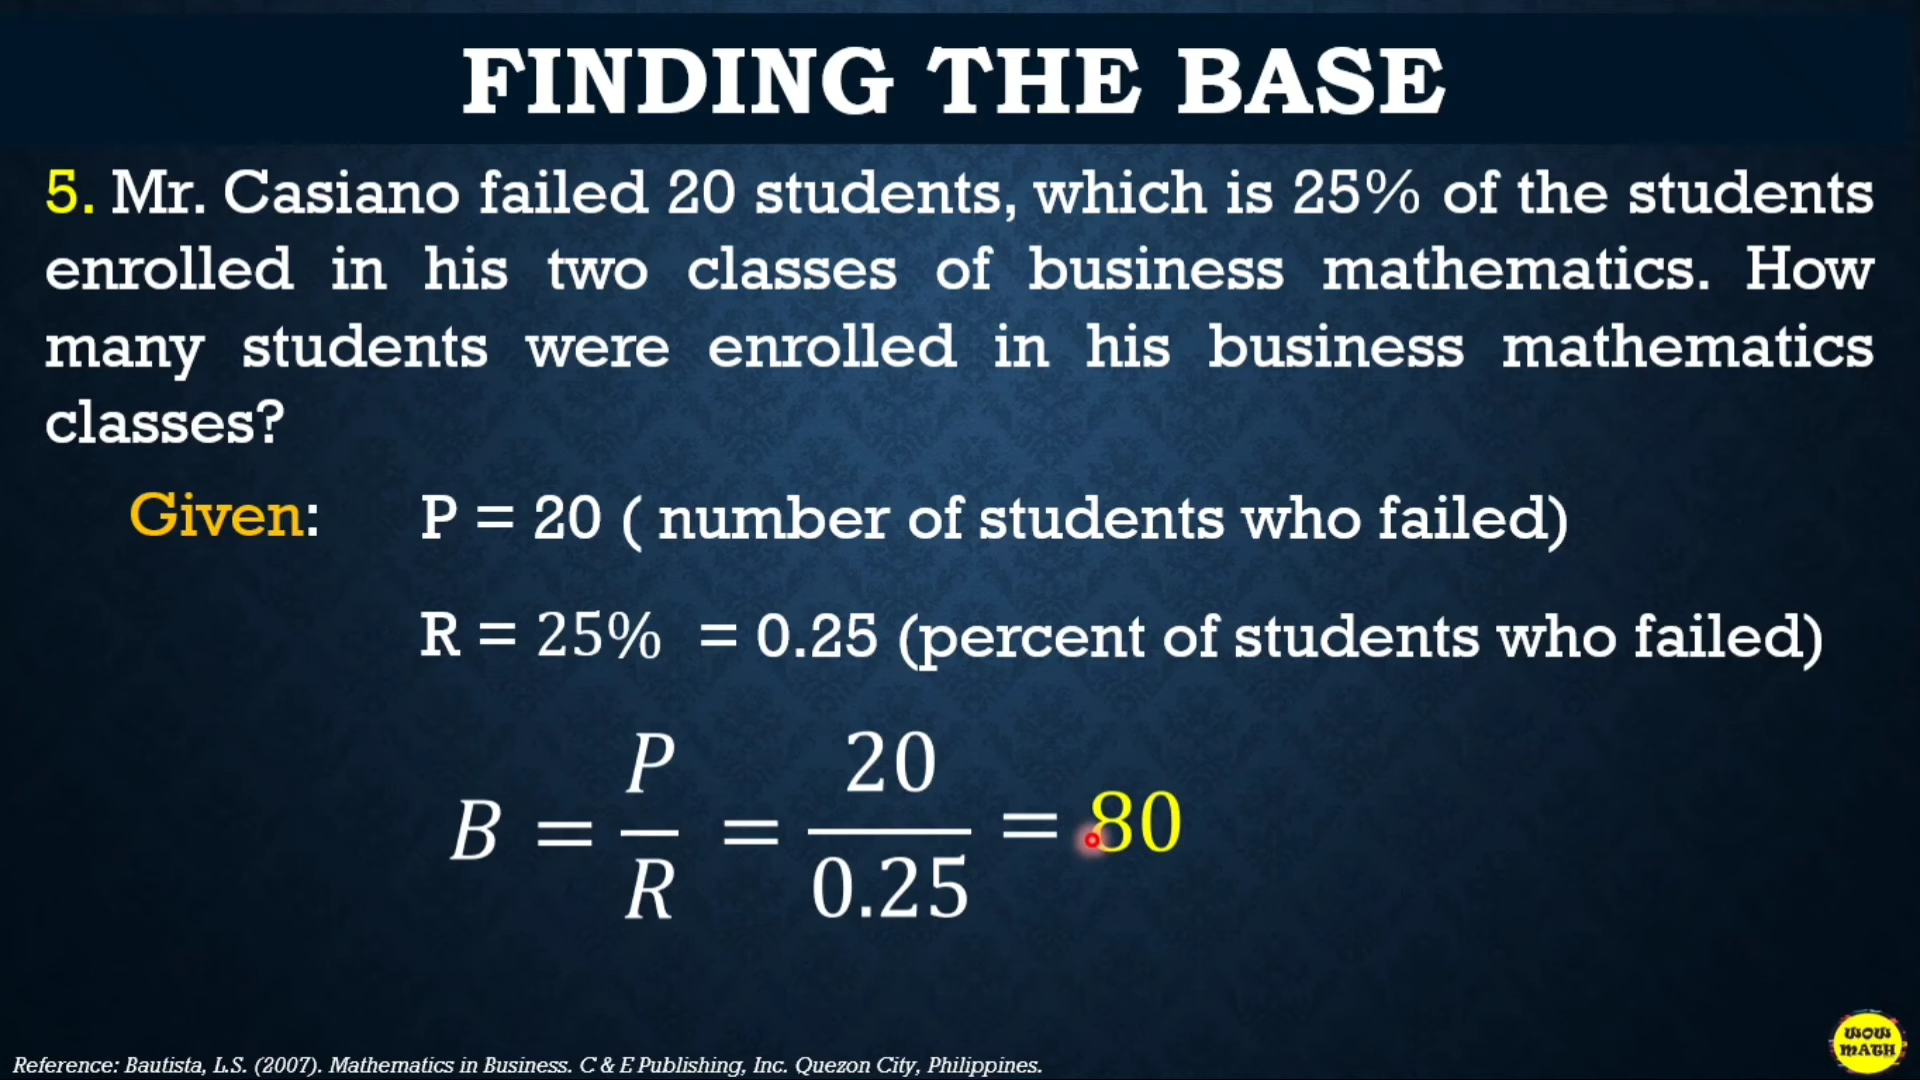 FINDING THE BASE
5. Mr. Casiano failed 20 students, which is 25% of the students
enrolled in his two classes of business mathematics. How
many students were enrolled in his business mathematics
classes?
Given: P = 20 ( number of students who failed)
R = 25% = 0.25 (percent of students who failed)
B = P/R = 20/0.25 = 80
Reference: Bautista, L.S. (2007). Mathematics in Business. C & E Publishing, Inc. Quezon City, Philippines.
WOW
MATH